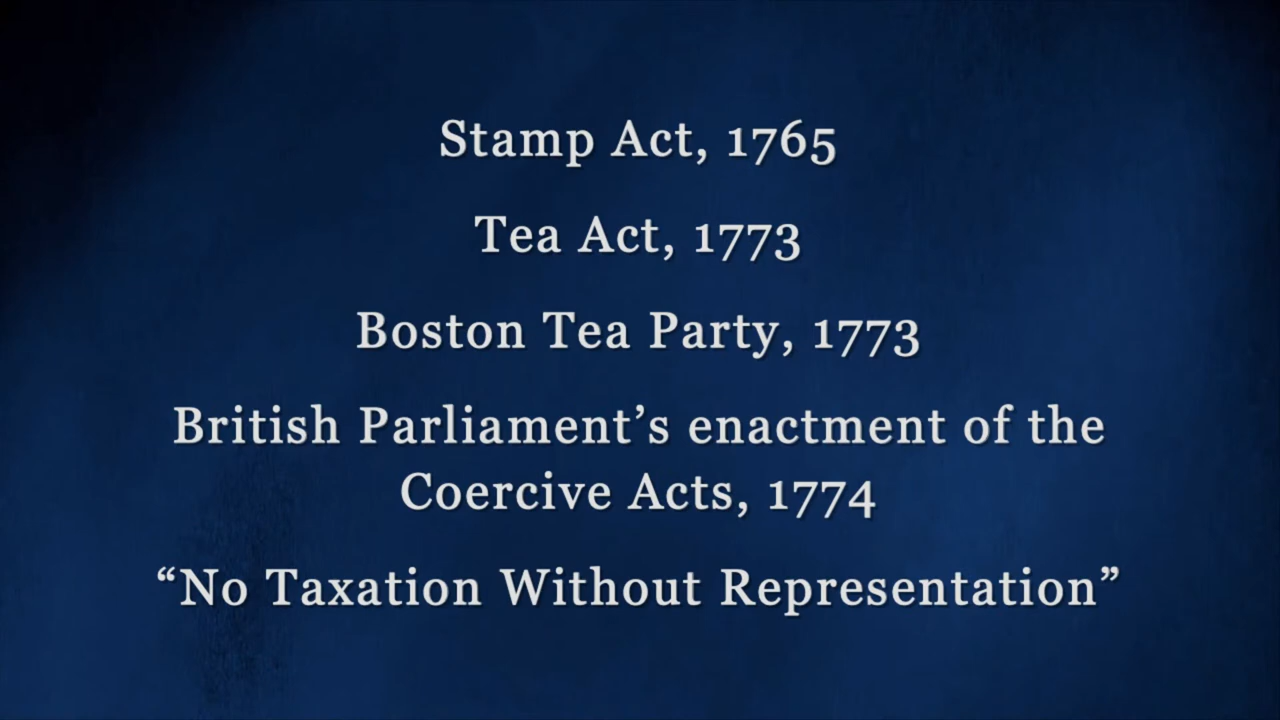 Stamp Act, 1765
Tea Act, 1773
Boston Tea Party, 1773
British Parliament’s enactment of the
Coercive Acts, 1774
“No Taxation Without Representation”